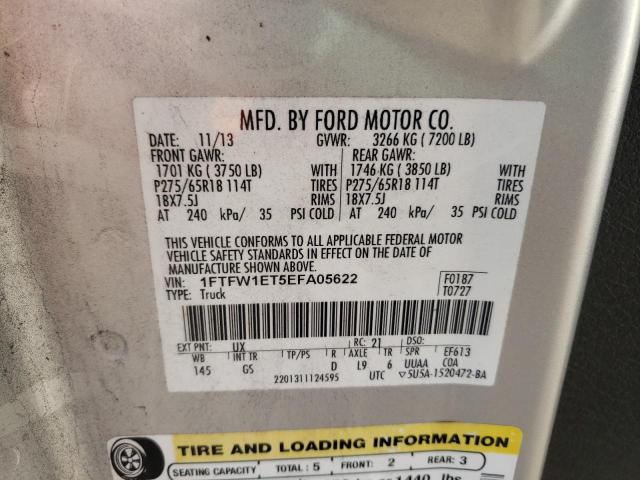 MFD. BY FORD MOTOR CO.
DATE: 11/13 GVWR: 3266 KG ( 7200 LB)
FRONT GAWR: REAR GAWR:
1701 KG ( 3750 LB) WITH 1746 KG ( 3850 LB) WITH
P275/65R18 114T TIRES P275/65R18 114T TIRES
18X7.5J RIMS 18X7.5J RIMS
AT 240 kPa/ 35 PSI COLD AT 240 kPa/ 35 PSI COLD
THIS VEHICLE CONFORMS TO ALL APPLICABLE FEDERAL MOTOR
VEHICLE SAFETY STANDARDS IN EFFECT ON THE DATE OF
MANUFACTURE SHOWN ABOVE.
VIN: 1FTFW1ET5EFA05622 F0187
TYPE: Truck T0727
EXT PNT: UX RC: 21 DSO:
WB INT TR TP/PS R AXLE TR SPR EF613
145 GS D L9 6 UUAA COA
2201311124595 UTC 5U5A-1520472-BA
TIRE AND LOADING INFORMATION
SEATING CAPACITY TOTAL: 5 FRONT: 2 REAR: 3
1440 lbs